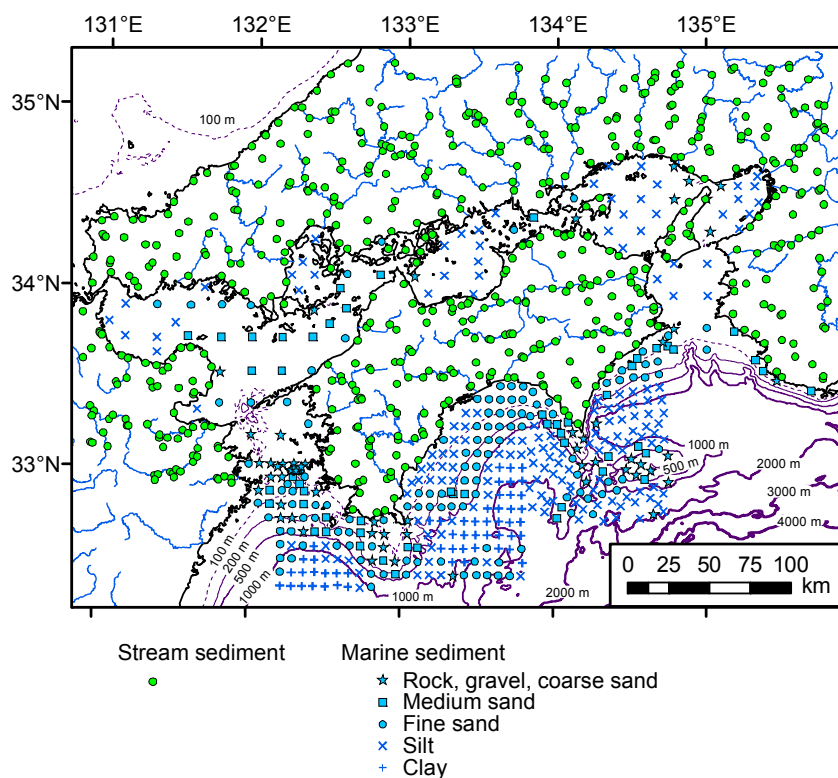 131°E 132°E 133°E 134°E 135°E
35°N
100 m
34°N
33°N
1000 m
500 m
2000 m
3000 m
4000 m
100 m
200 m
500 m
1000 m
1000 m
2000 m
0 25 50 75 100
km
Stream sediment
Marine sediment
Rock, gravel, coarse sand
Medium sand
Fine sand
Silt
Clay